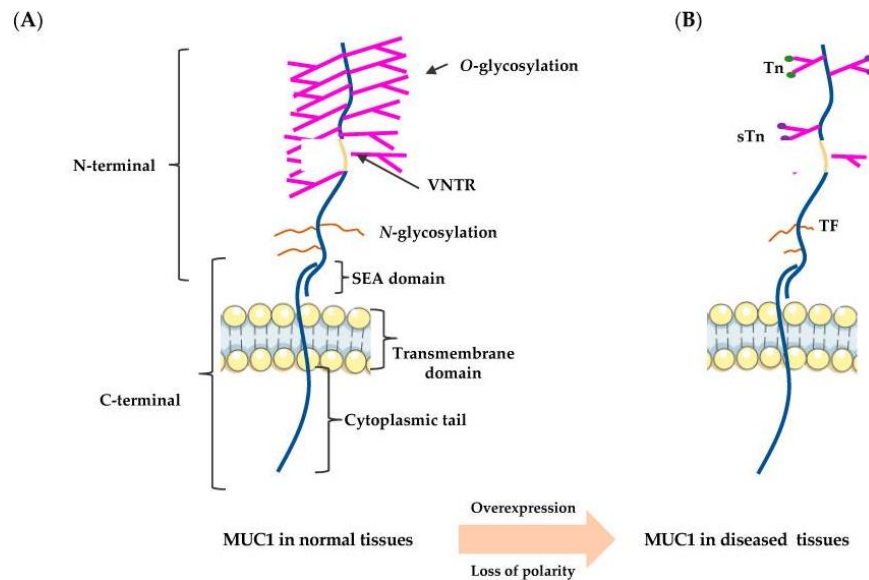 (A)
(B)
O-glycosylation
Tn
N-terminal
sTn
VNTR
N-glycosylation
TF
SEA domain
Transmembrane
domain
C-terminal
Cytoplasmic tail
Overexpression
MUC1 in normal tissues
MUC1 in diseased tissues
Loss of polarity